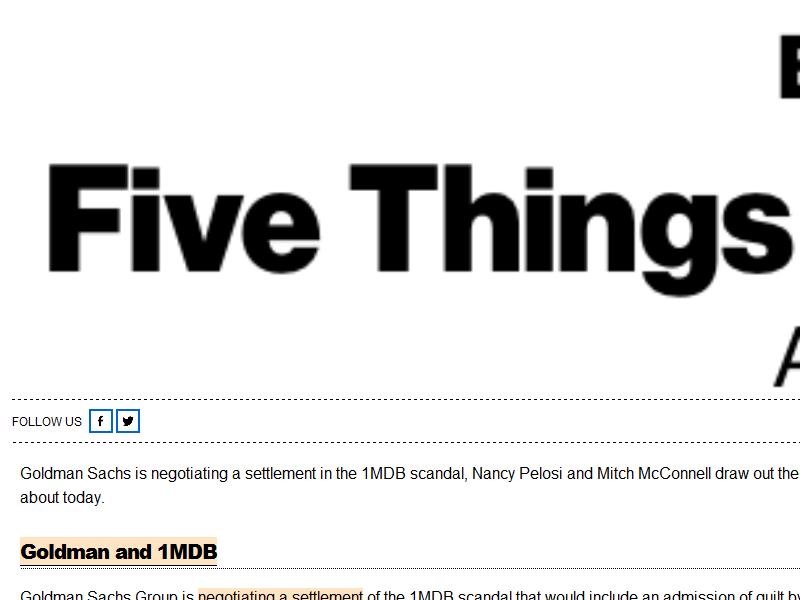 Five Things
FOLLOW US
Goldman Sachs is negotiating a settlement in the 1MDB scandal, Nancy Pelosi and Mitch McConnell draw out the
about today.
Goldman and 1MDB
Goldman Sachs Group is negotiating a settlement of the 1MDB scandal that would include an admission of guilt by